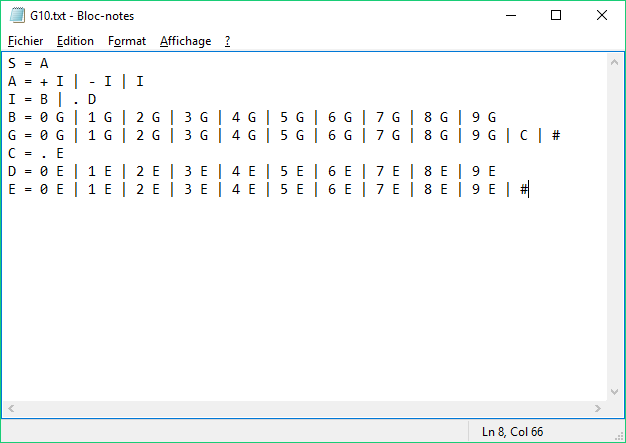 G10.txt - Bloc-notes
Fichier Edition Format Affichage ?
S = A
A = + I | - I | I
I = B | . D
B = 0 G | 1 G | 2 G | 3 G | 4 G | 5 G | 6 G | 7 G | 8 G | 9 G
G = 0 G | 1 G | 2 G | 3 G | 4 G | 5 G | 6 G | 7 G | 8 G | 9 G | C | #
C = . E
D = 0 E | 1 E | 2 E | 3 E | 4 E | 5 E | 6 E | 7 E | 8 E | 9 E
E = 0 E | 1 E | 2 E | 3 E | 4 E | 5 E | 6 E | 7 E | 8 E | 9 E | #
Ln 8, Col 66